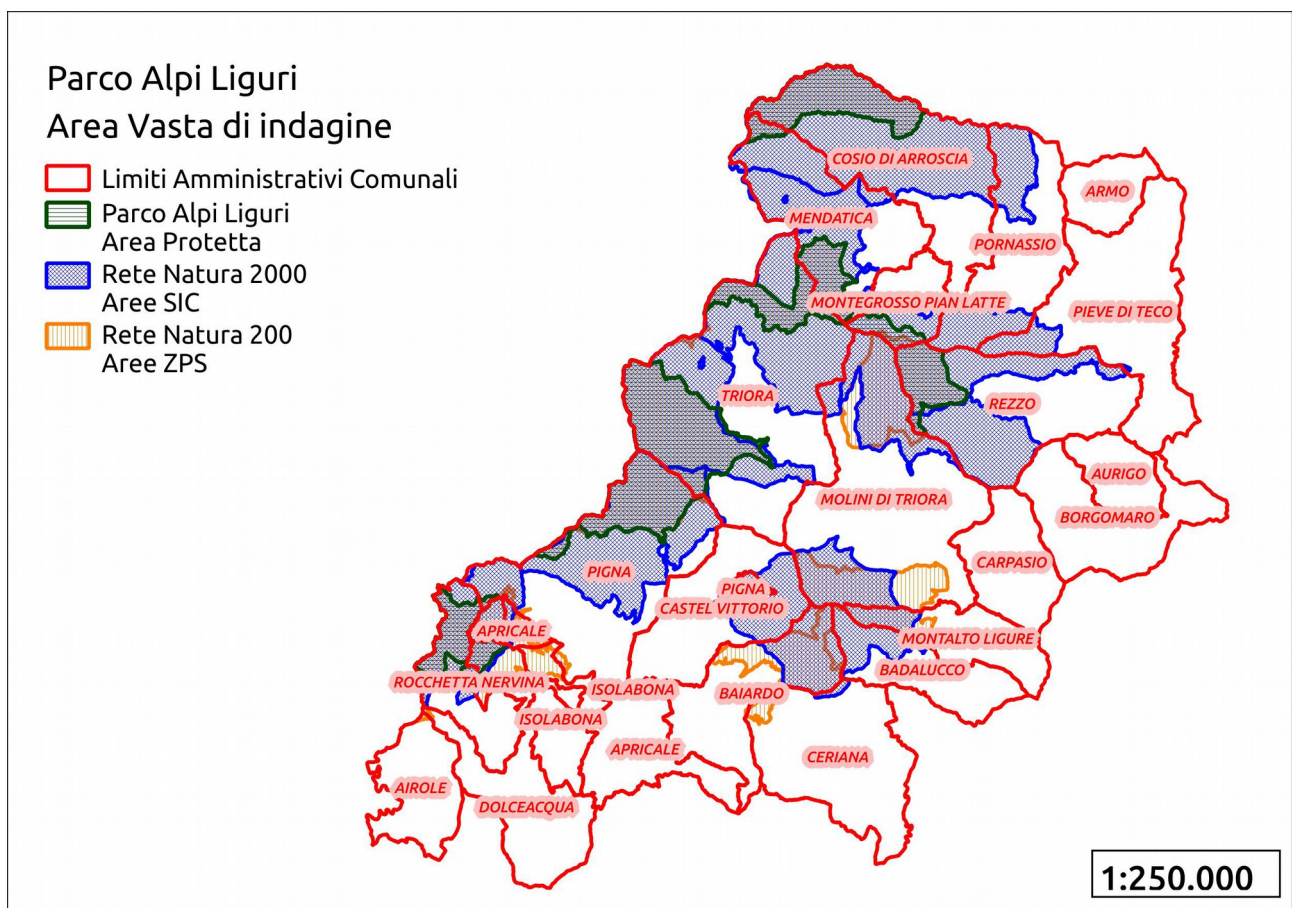 Parco Alpi Liguri
Area Vasta di indagine
Limiti Amministrativi Comunali
Parco Alpi Liguri
Area Protetta
Rete Natura 2000
Aree SIC
Rete Natura 200
Aree ZPS
COSIO DI ARROSCIA
ARMO
MENDATICA
PORNASSIO
MONTEGROSSO PIAN LATTE
PIEVE DI TECO
TRIORA
REZZO
AURIGO
MOLINI DI TRIORA
BORGOMARO
CARPASIO
PIGNA
PIGNA
CASTEL VITTORIO
APRICALE
MONTALTO LIGURE
BADALUCCO
ROCCHETTA NERVINA
ISOLABONA
BAIARDO
ISOLABONA
APRICALE
CERIANA
AIROLE
DOLCEACQUA
1:250.000